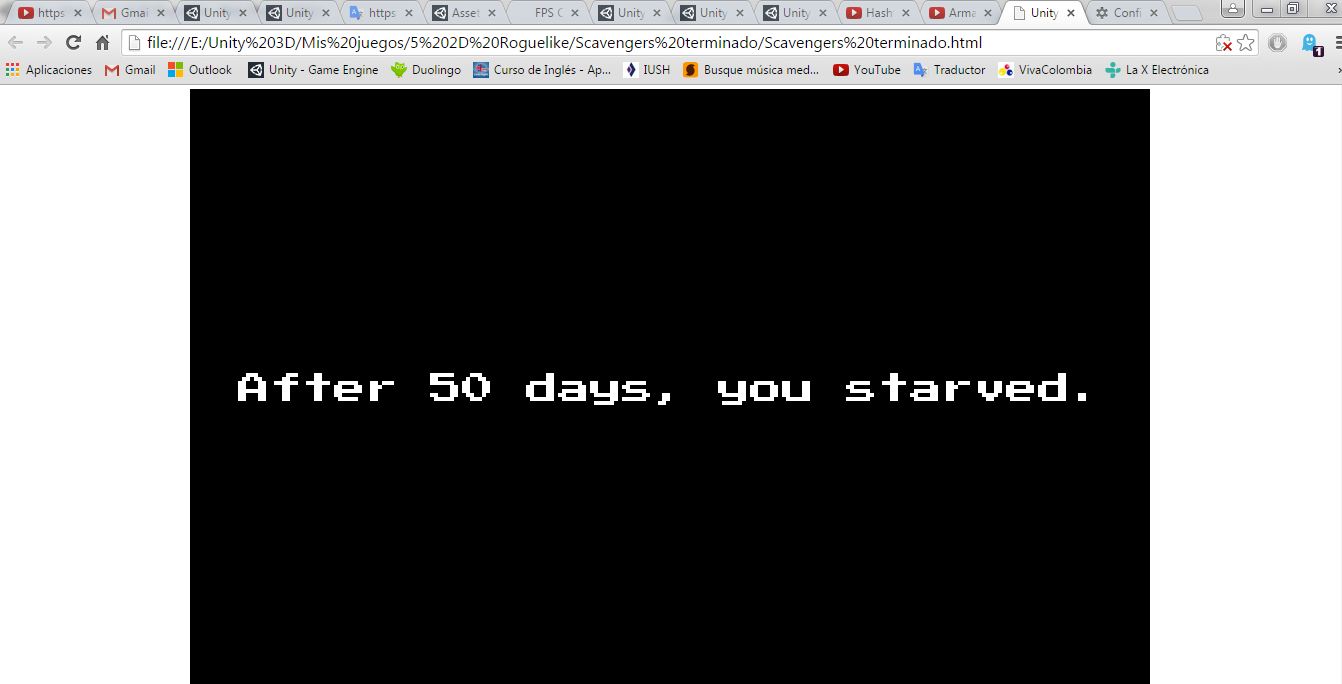 https
Gmai
Unity
Unity
https
Asset
FPS C
Unity
Unity
Unity
Hash
Arma
Unity
Confi
file:///E:/Unity%203D/Mis%20juegos/5%202D%20Roguelike/Scavengers%20terminado/Scavengers%20terminado.html
1
Aplicaciones
Gmail
Outlook
Unity - Game Engine
Duolingo
Curso de Inglés - Ap...
IUSH
Busque música med...
YouTube
Traductor
VivaColombia
La X Electrónica
After 50 days, you starved.